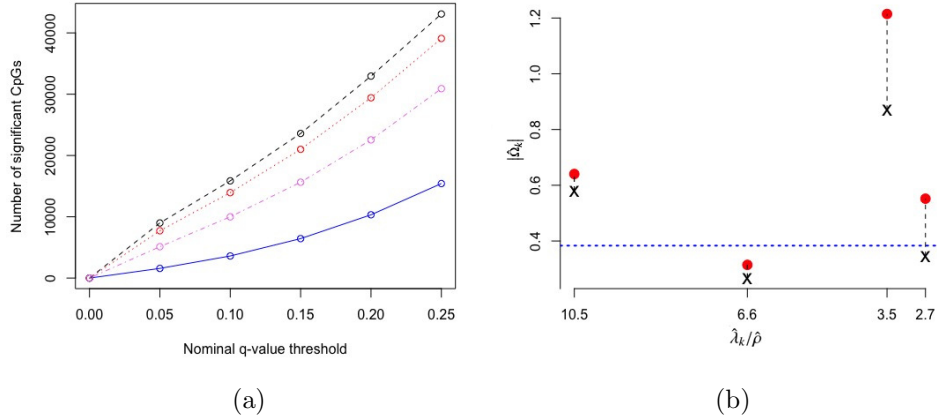 Number of significant CpGs
40000
30000
20000
10000
0
0.00 0.05 0.10 0.15 0.20 0.25
Nominal q-value threshold
(a)
|Ω̂ₖ|
1.2
1.0
0.8
0.6
0.4
X
X
X
X
10.5 6.6 3.5 2.7
λ̂ₖ/ρ̂
(b)